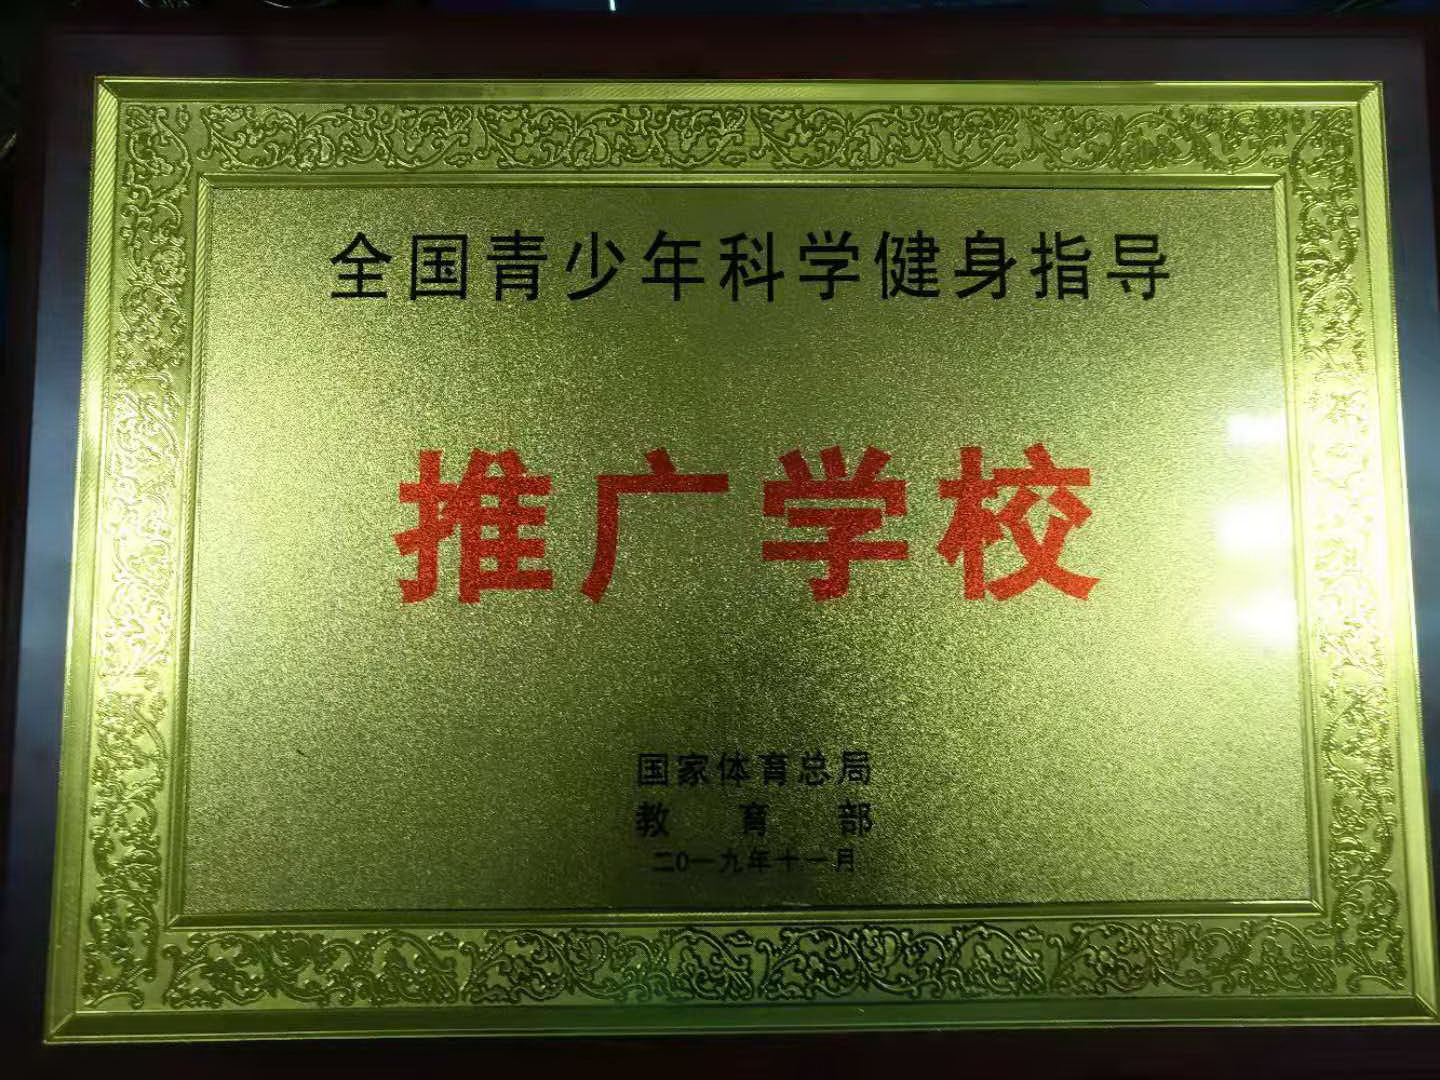 全国青少年科学健身指导
推广学校
国家体育总局
教育部
二0一九年十一月